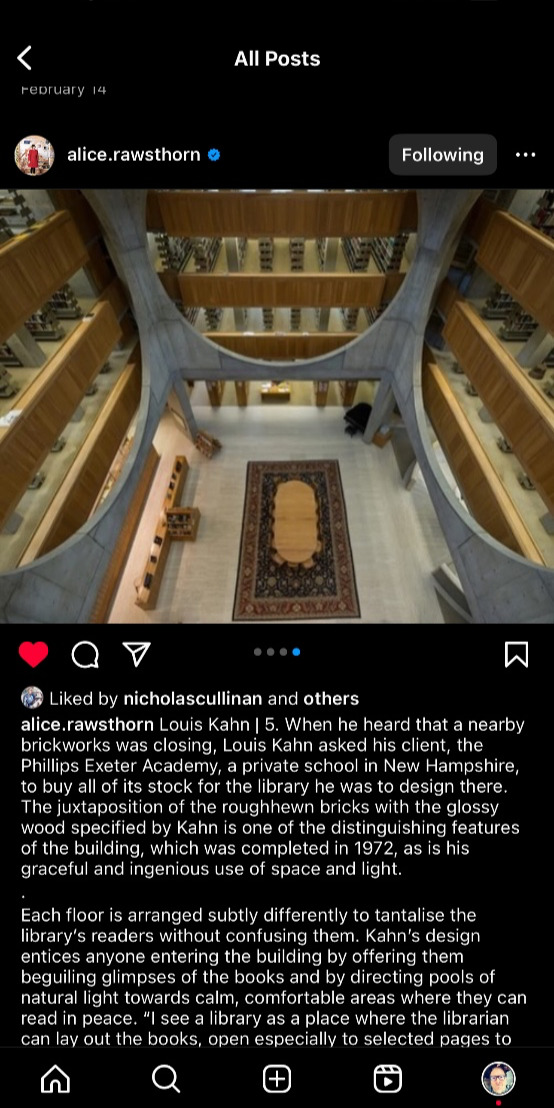 All Posts
February 14
alice.rawsthorn
Following
Liked by nicholascullinan and others
alice.rawsthorn Louis Kahn | 5. When he heard that a nearby
brickworks was closing, Louis Kahn asked his client, the
Phillips Exeter Academy, a private school in New Hampshire,
to buy all of its stock for the library he was to design there.
The juxtaposition of the roughhewn bricks with the glossy
wood specified by Kahn is one of the distinguishing features
of the building, which was completed in 1972, as is his
graceful and ingenious use of space and light.
.
Each floor is arranged subtly differently to tantalise the
library’s readers without confusing them. Kahn’s design
entices anyone entering the building by offering them
beguiling glimpses of the books and by directing pools of
natural light towards calm, comfortable areas where they can
read in peace. “I see a library as a place where the librarian
can lay out the books, open especially to selected pages to